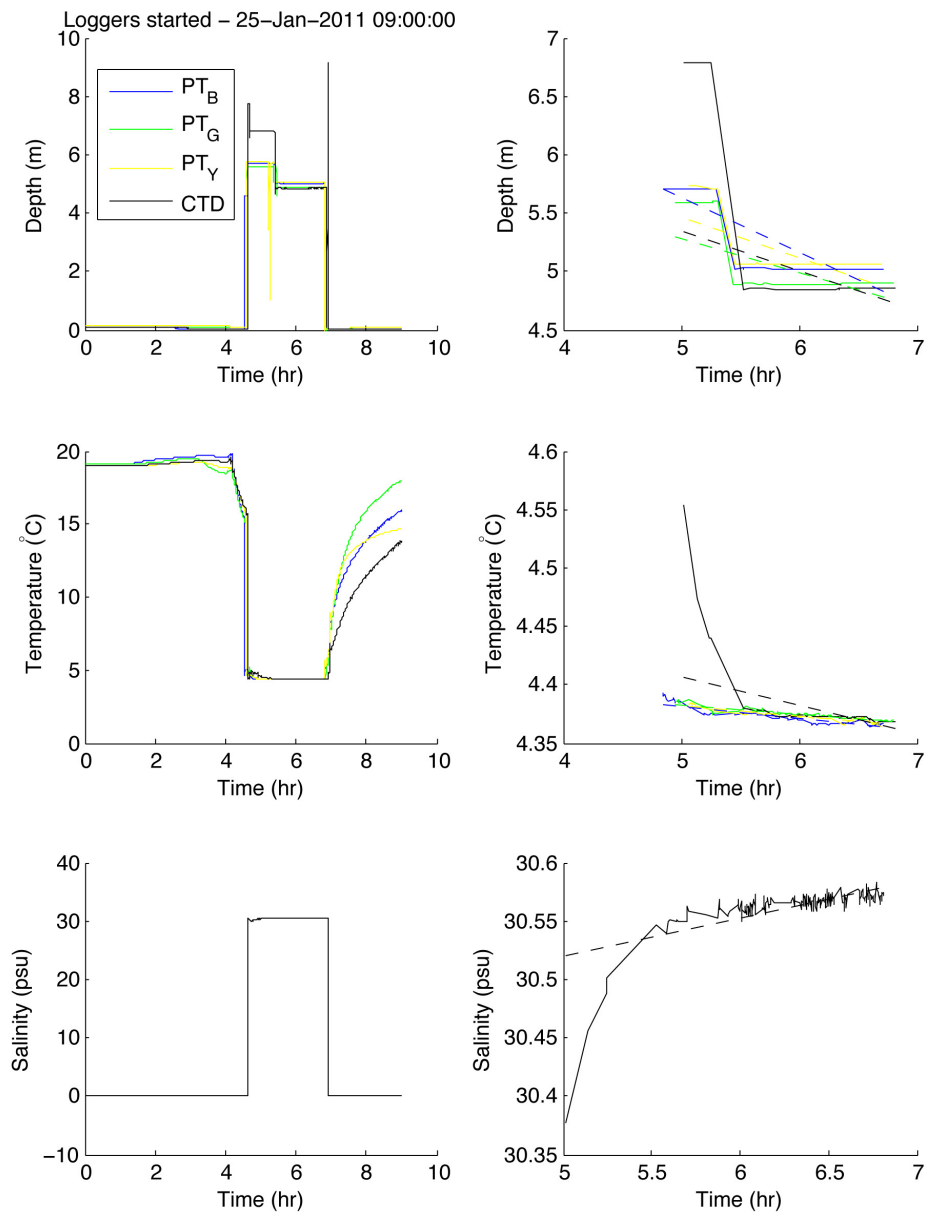 Loggers started − 25−Jan−2011 09:00:00
10
8
6
4
2
0
Depth (m)
PT_B
PT_G
PT_Y
CTD
0 2 4 6 8 10
Time (hr)
7
6.5
6
5.5
5
4.5
Depth (m)
4 5 6 7
Time (hr)
20
15
10
5
0
Temperature (°C)
0 2 4 6 8 10
Time (hr)
4.6
4.55
4.5
4.45
4.4
4.35
Temperature (°C)
4 5 6 7
Time (hr)
40
30
20
10
0
−10
Salinity (psu)
0 2 4 6 8 10
Time (hr)
30.6
30.55
30.5
30.45
30.4
30.35
Salinity (psu)
5 5.5 6 6.5 7
Time (hr)